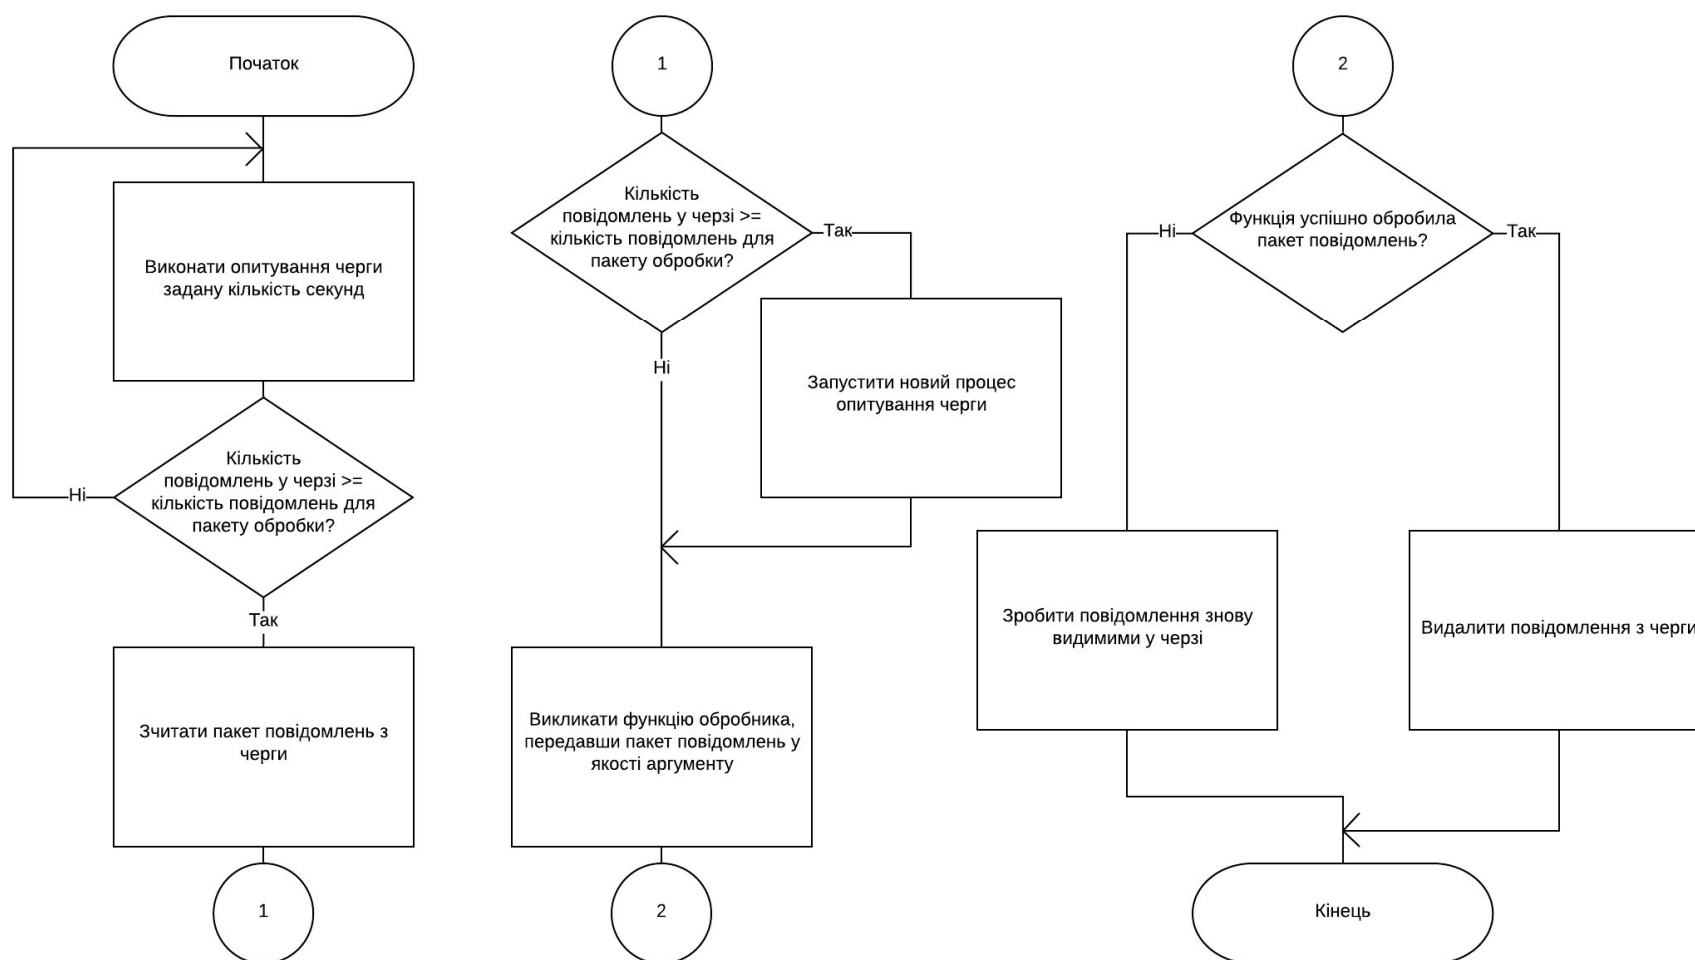 Початок
Виконати опитування черги
задану кількість секунд
Кількість
повідомлень у черзі >=
кількість повідомлень для
пакету обробки?
Ні
Так
Зчитати пакет повідомлень з
черги
1
1
Кількість
повідомлень у черзі >=
кількість повідомлень для
пакету обробки?
Так
Ні
Запустити новий процес
опитування черги
Викликати функцію обробника,
передавши пакет повідомлень у
якості аргументу
2
2
Функція успішно обробила
пакет повідомлень?
Ні
Так
Зробити повідомлення знову
видимими у черзі
Видалити повідомлення з черги
Кінець